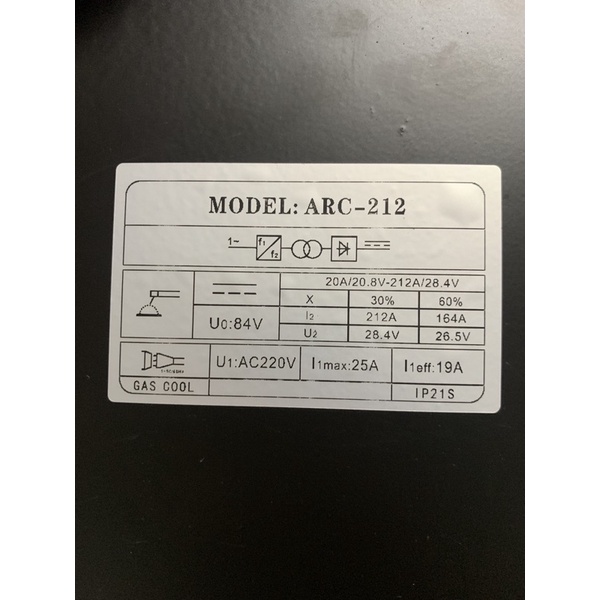 MODEL: ARC-212
1~ f1 f2
20A/20.8V-212A/28.4V
X 30% 60%
U0:84V I2 212A 164A
U2 28.4V 26.5V
U1:AC220V I1max:25A I1eff:19A
GAS COOL IP21S